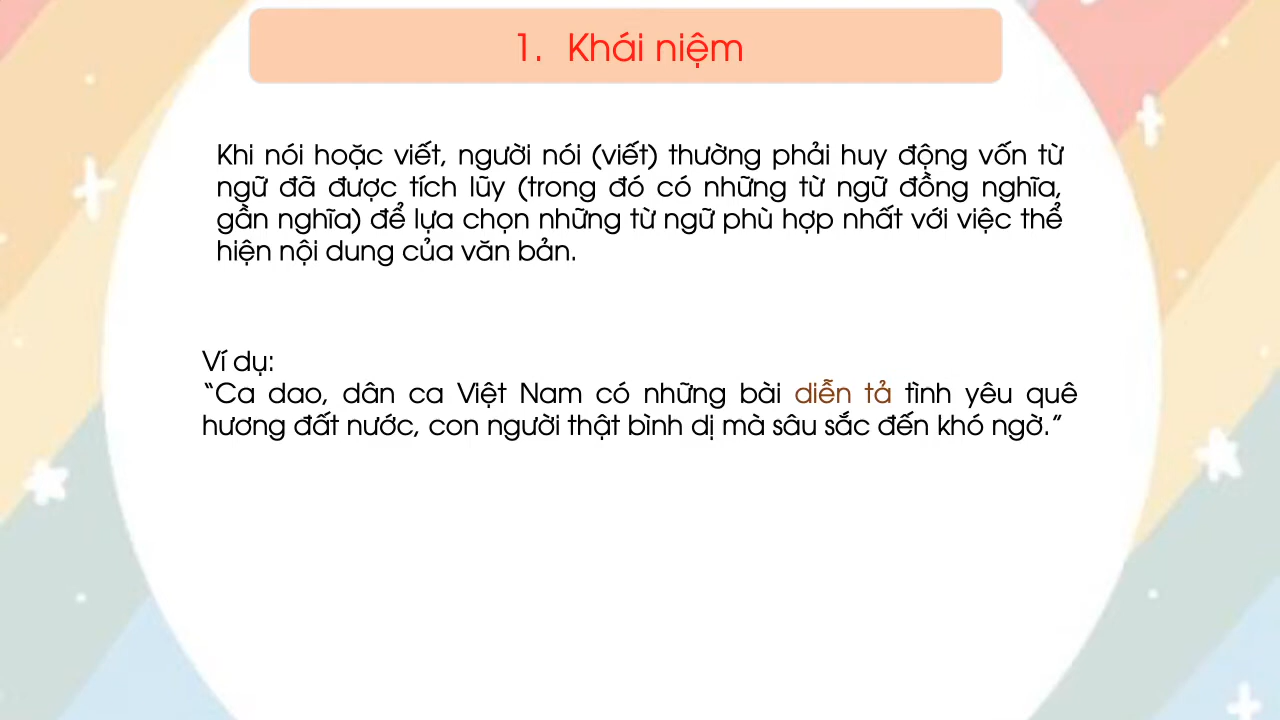 1. Khái niệm
Khi nói hoặc viết, người nói (viết) thường phải huy động vốn từ
ngữ đã được tích lũy (trong đó có những từ ngữ đồng nghĩa,
gần nghĩa) để lựa chọn những từ ngữ phù hợp nhất với việc thể
hiện nội dung của văn bản.
Ví dụ:
“Ca dao, dân ca Việt Nam có những bài diễn tả tình yêu quê
hương đất nước, con người thật bình dị mà sâu sắc đến khó ngờ.”